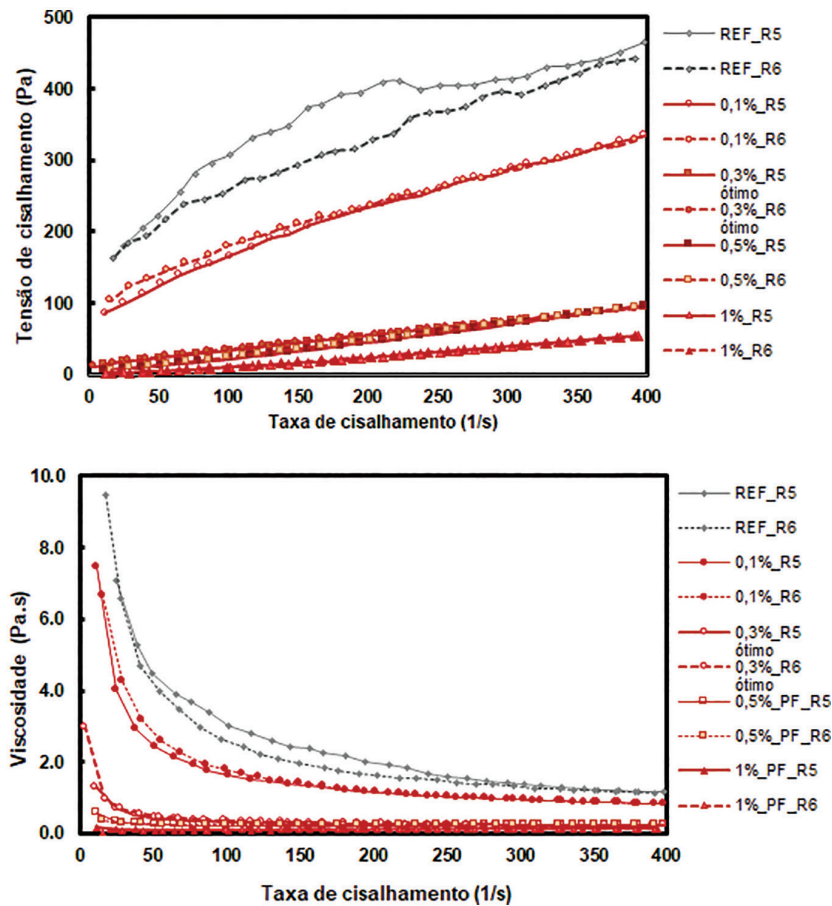 500
400
300
200
100
0
Tensão de cisalhamento (Pa)
0 50 100 150 200 250 300 350 400
Taxa de cisalhamento (1/s)
REF_R5
REF_R6
0,1%_R5
0,1%_R6
0,3%_R5
ótimo
0,3%_R6
ótimo
0,5%_R5
0,5%_R6
1%_R5
1%_R6
10.0
8.0
6.0
4.0
2.0
0.0
Viscosidade (Pa.s)
0 50 100 150 200 250 300 350 400
Taxa de cisalhamento (1/s)
REF_R5
REF_R6
0,1%_R5
0,1%_R6
0,3%_R5
ótimo
0,3%_R6
ótimo
0,5%_PF_R5
0,5%_PF_R6
1%_PF_R5
1%_PF_R6